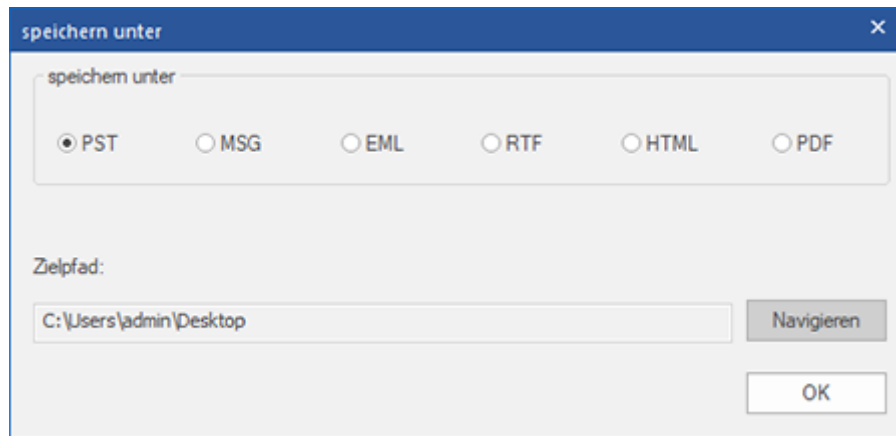 speichern unter
speichern unter
PST MSG EML RTF HTML PDF
Zielpfad:
C:\Users\admin\Desktop Navigieren
OK